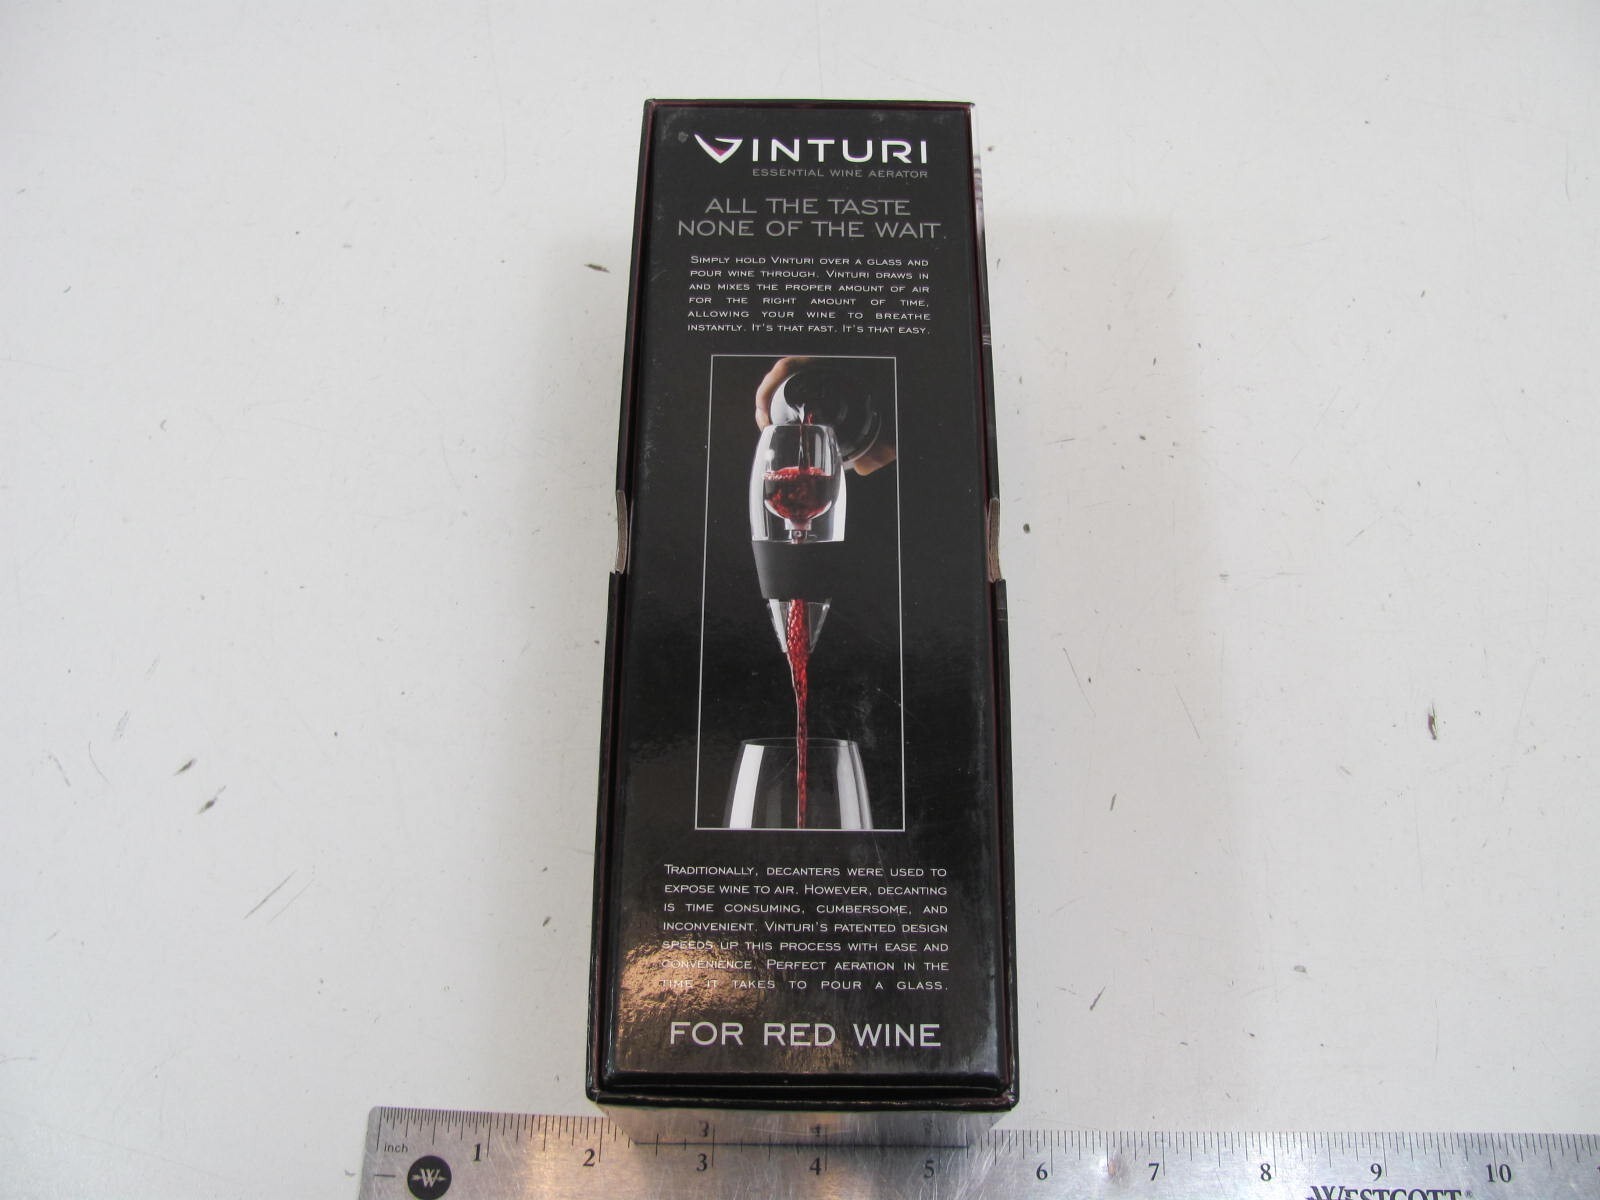 VINTURI
ESSENTIAL WINE AERATOR
ALL THE TASTE
NONE OF THE WAIT.
SIMPLY HOLD VINTURI OVER A GLASS AND
POUR WINE THROUGH. VINTURI DRAWS IN
AND MIXES THE PROPER AMOUNT OF AIR
FOR THE RIGHT AMOUNT OF TIME,
ALLOWING YOUR WINE TO BREATHE
INSTANTLY. IT'S THAT FAST. IT'S THAT EASY.
TRADITIONALLY, DECANTERS WERE USED TO
EXPOSE WINE TO AIR. HOWEVER, DECANTING
IS TIME CONSUMING, CUMBERSOME, AND
INCONVENIENT. VINTURI'S PATENTED DESIGN
SPEEDS UP THIS PROCESS WITH EASE AND
CONVENIENCE. PERFECT AERATION IN THE
TIME IT TAKES TO POUR A GLASS.
FOR RED WINE
inch 1 2 3 4 5 6 7 8 9 10
W
WESTCOTT®